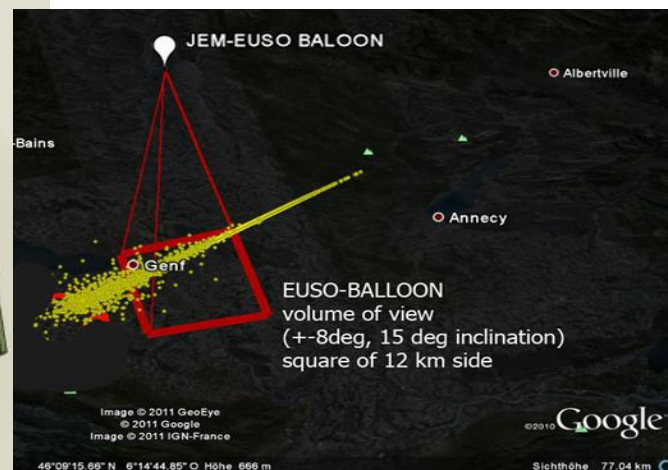 JEM-EUSO BALOON
Albertville
-Bains
Annecy
Genf
EUSO-BALLOON
volume of view
(+-8deg, 15 deg inclination)
square of 12 km side
Image © 2011 GeoEye
© 2011 Google
Image © 2011 IGN-France
©2010 Google
46°09'15.66" N 6°14'44.85" O Höhe 666 m
Sichthöhe 77.04 km